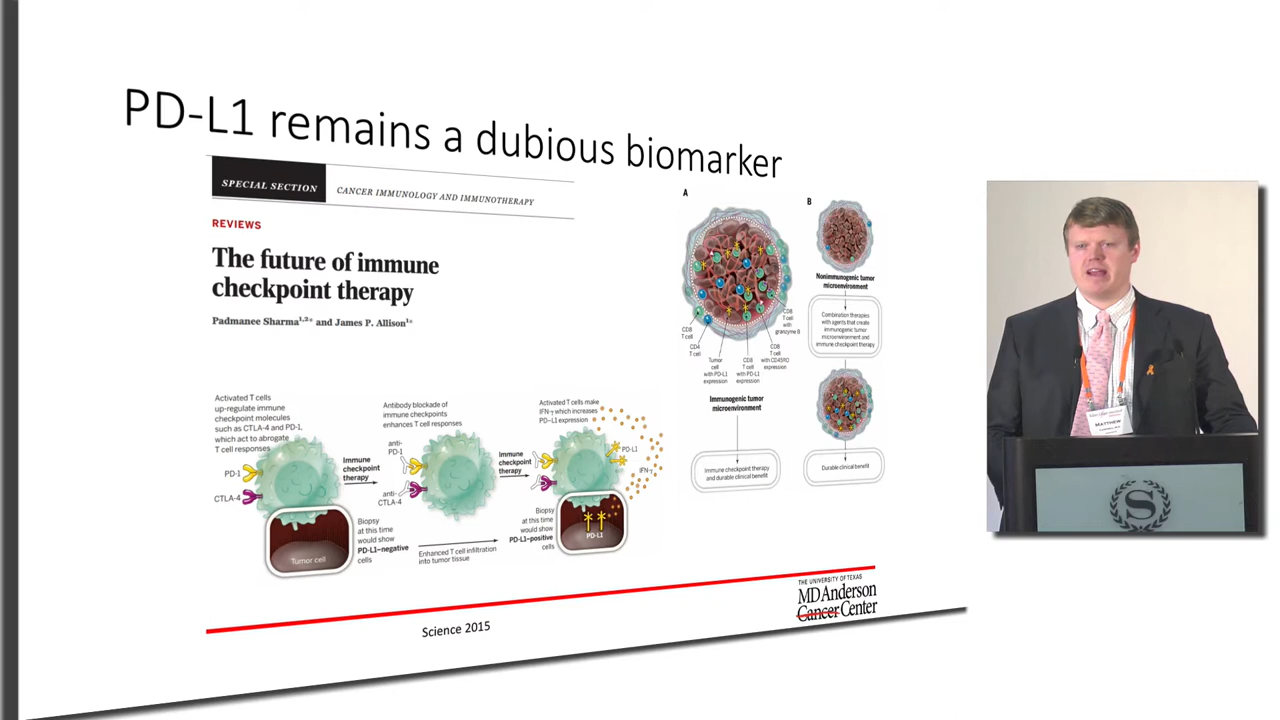 PD-L1 remains a dubious biomarker
SPECIAL SECTION
CANCER IMMUNOLOGY AND IMMUNOTHERAPY
REVIEWS
The future of immune
checkpoint therapy
Padmanee Sharma1,2* and James P. Allison1*
Activated T cells
up-regulate immune
checkpoint molecules
such as CTLA-4 and PD-1,
which act to abrogate
T cell responses
PD-1
CTLA-4
Tumor cell
Immune
checkpoint
therapy
Biopsy
at this time
would show
PD-L1–negative
cells
Antibody blockade of
immune checkpoints
enhances T cell responses
anti-
PD-1
anti-
CTLA-4
Immune
checkpoint
therapy
Enhanced T cell infiltration
into tumor tissue
Activated T cells make
IFN-γ which increases
PD-L1 expression
PD-L1
IFN-γ
Biopsy
at this time
would show
PD-L1–positive
cells
PD-L1
A
CD8
T cell
CD4
T cell
Tumor
cell
with PD-L1
expression
CD8
T cell
with PD-L1
expression
CD8
T cell
with CD45RO
expression
CD8
T cell
with
granzyme B
Immunogenic tumor
microenvironment
Immune checkpoint therapy
and durable clinical benefit
B
Nonimmunogenic tumor
microenvironment
Combination therapies
with agents that create
immunogenic tumor
microenvironment and
immune checkpoint therapy
Durable clinical benefit
Science 2015
THE UNIVERSITY OF TEXAS
MD Anderson
Cancer Center
MATTHEW
S